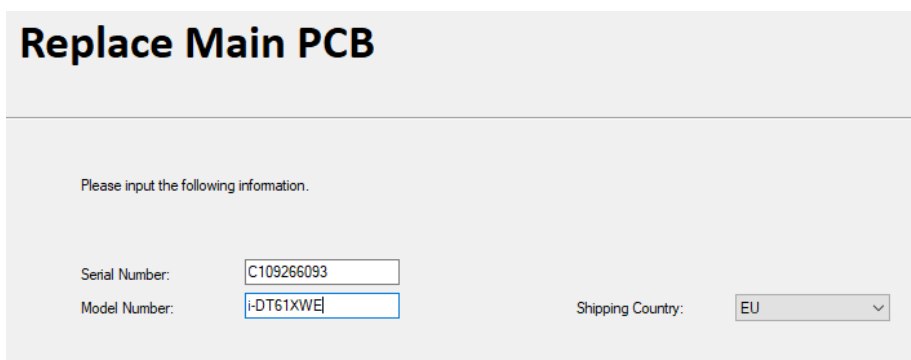 Replace Main PCB
Please input the following information.
Serial Number: C109266093
Model Number: i-DT61XWE Shipping Country: EU